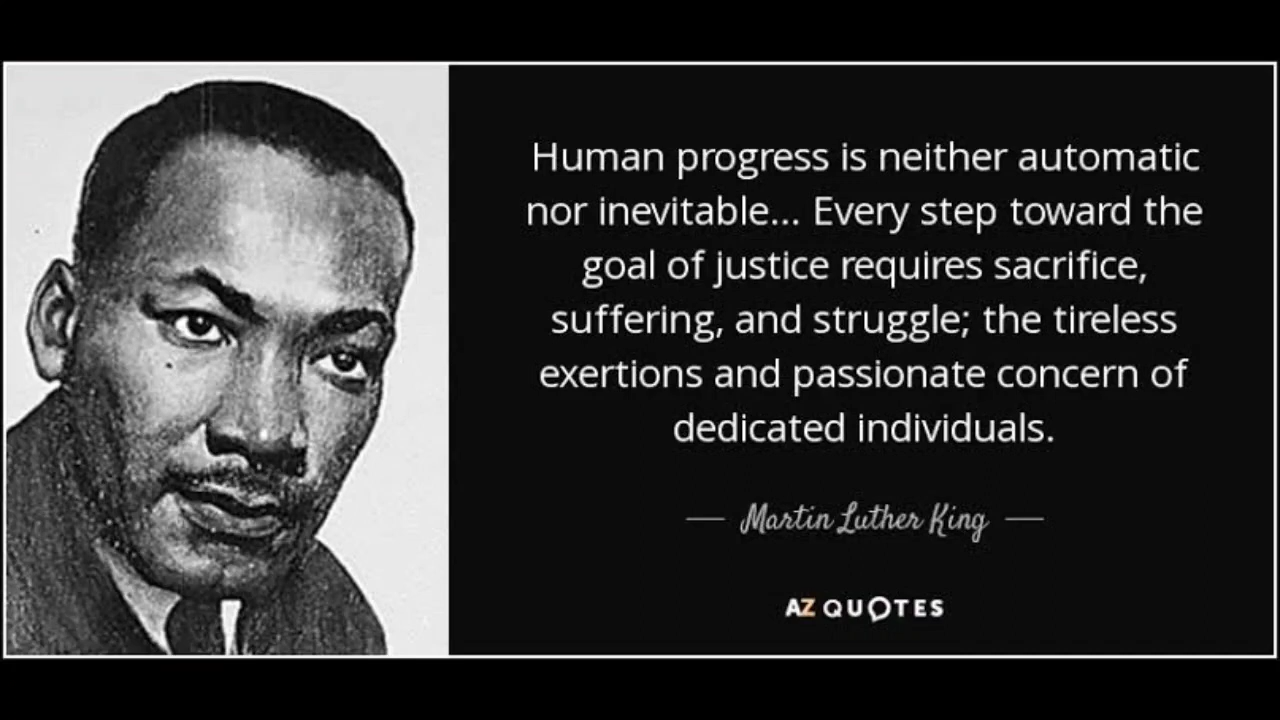 Human progress is neither automatic
nor inevitable... Every step toward the
goal of justice requires sacrifice,
suffering, and struggle; the tireless
exertions and passionate concern of
dedicated individuals.
Martin Luther King
AZ QUOTES